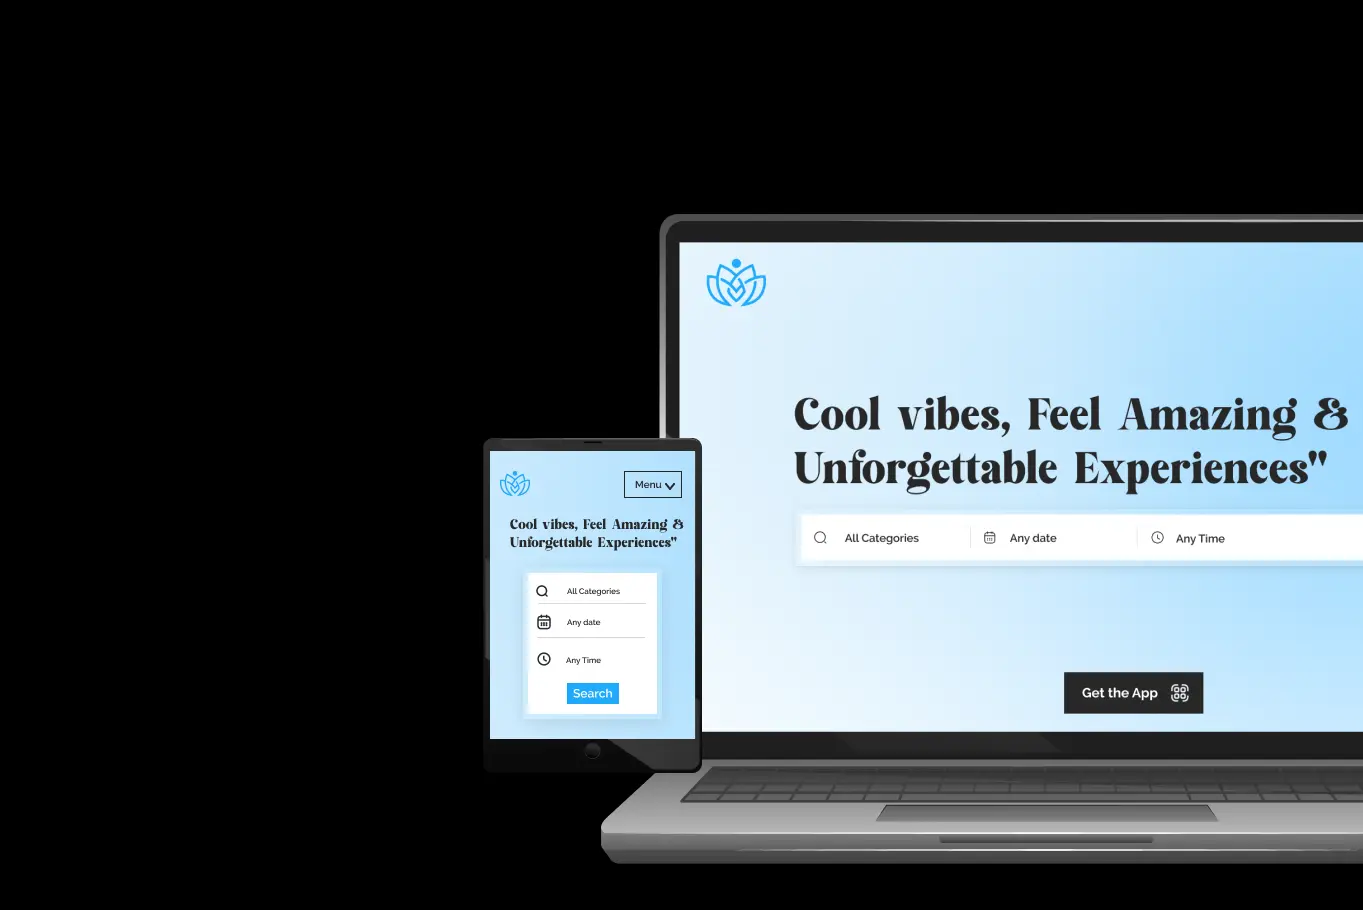 Cool vibes, Feel Amazing &
Unforgettable Experiences"
All Categories
Any date
Any Time
Get the App
Menu
Cool vibes, Feel Amazing &
Unforgettable Experiences"
All Categories
Any date
Any Time
Search